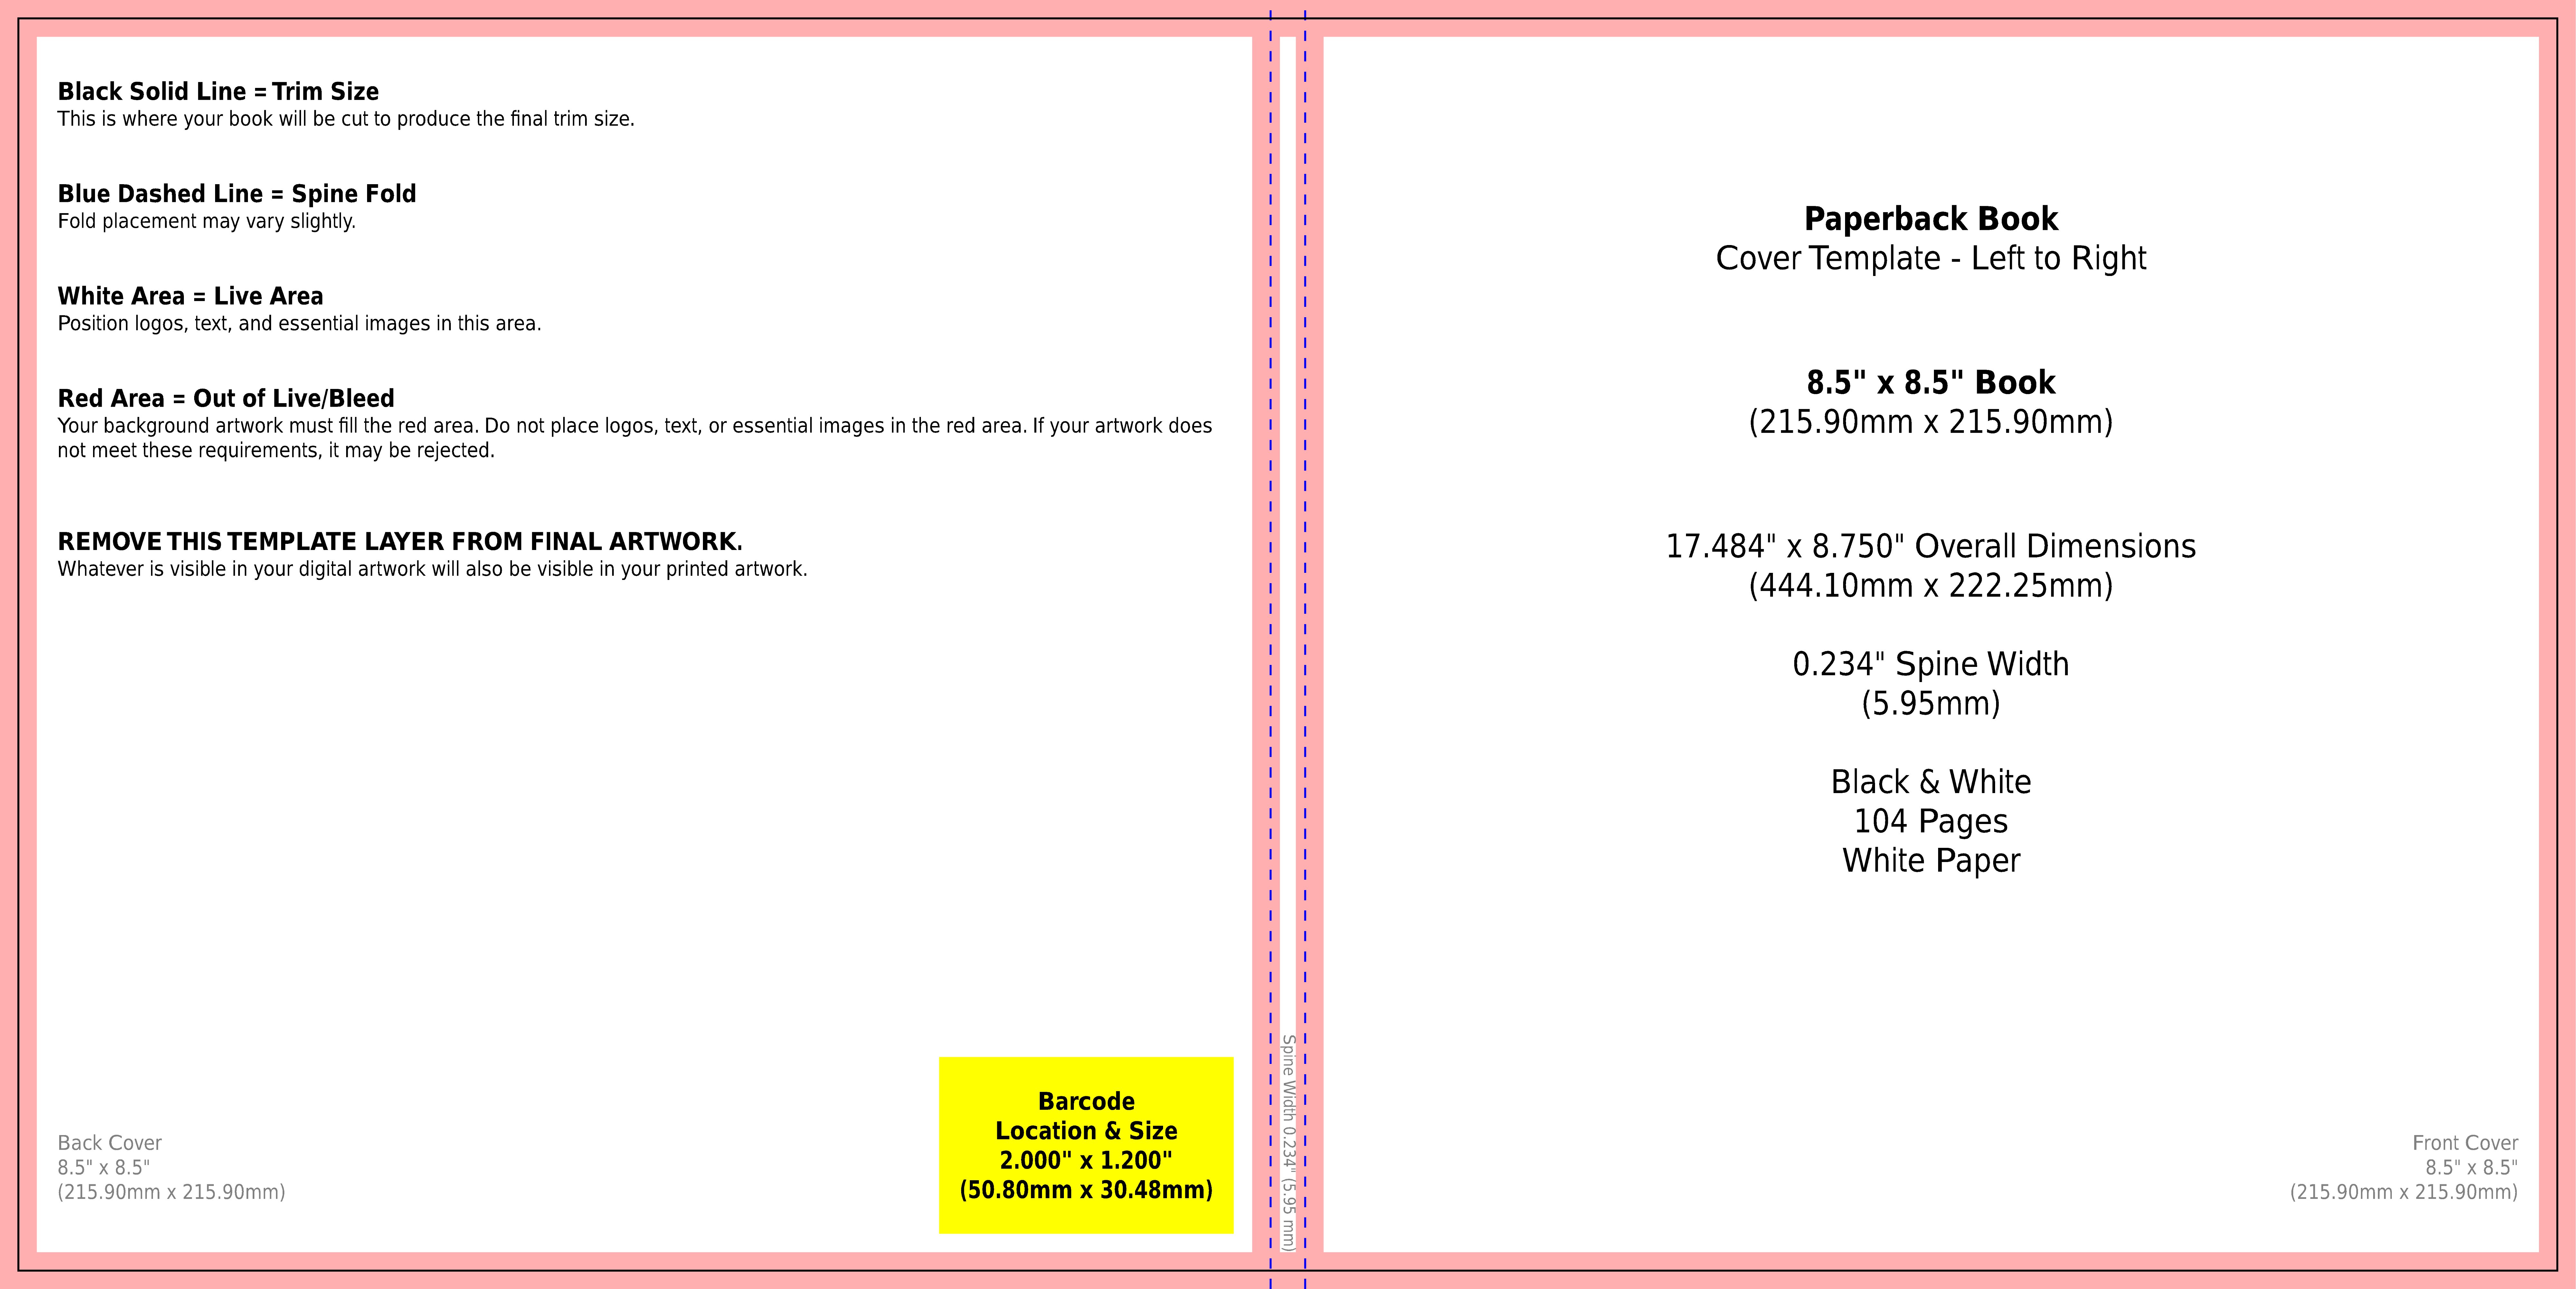 Black Solid Line = Trim Size
This is where your book will be cut to produce the final trim size.
Blue Dashed Line = Spine Fold
Fold placement may vary slightly.
White Area = Live Area
Position logos, text, and essential images in this area.
Red Area = Out of Live/Bleed
Your background artwork must fill the red area. Do not place logos, text, or essential images in the red area. If your artwork does
not meet these requirements, it may be rejected.
REMOVE THIS TEMPLATE LAYER FROM FINAL ARTWORK.
Whatever is visible in your digital artwork will also be visible in your printed artwork.
Back Cover
8.5" x 8.5"
(215.90mm x 215.90mm)
Barcode
Location & Size
2.000" x 1.200"
(50.80mm x 30.48mm)
Spine Width 0.234" (5.95 mm)
Paperback Book
Cover Template - Left to Right
8.5" x 8.5" Book
(215.90mm x 215.90mm)
17.484" x 8.750" Overall Dimensions
(444.10mm x 222.25mm)
0.234" Spine Width
(5.95mm)
Black & White
104 Pages
White Paper
Front Cover
8.5" x 8.5"
(215.90mm x 215.90mm)